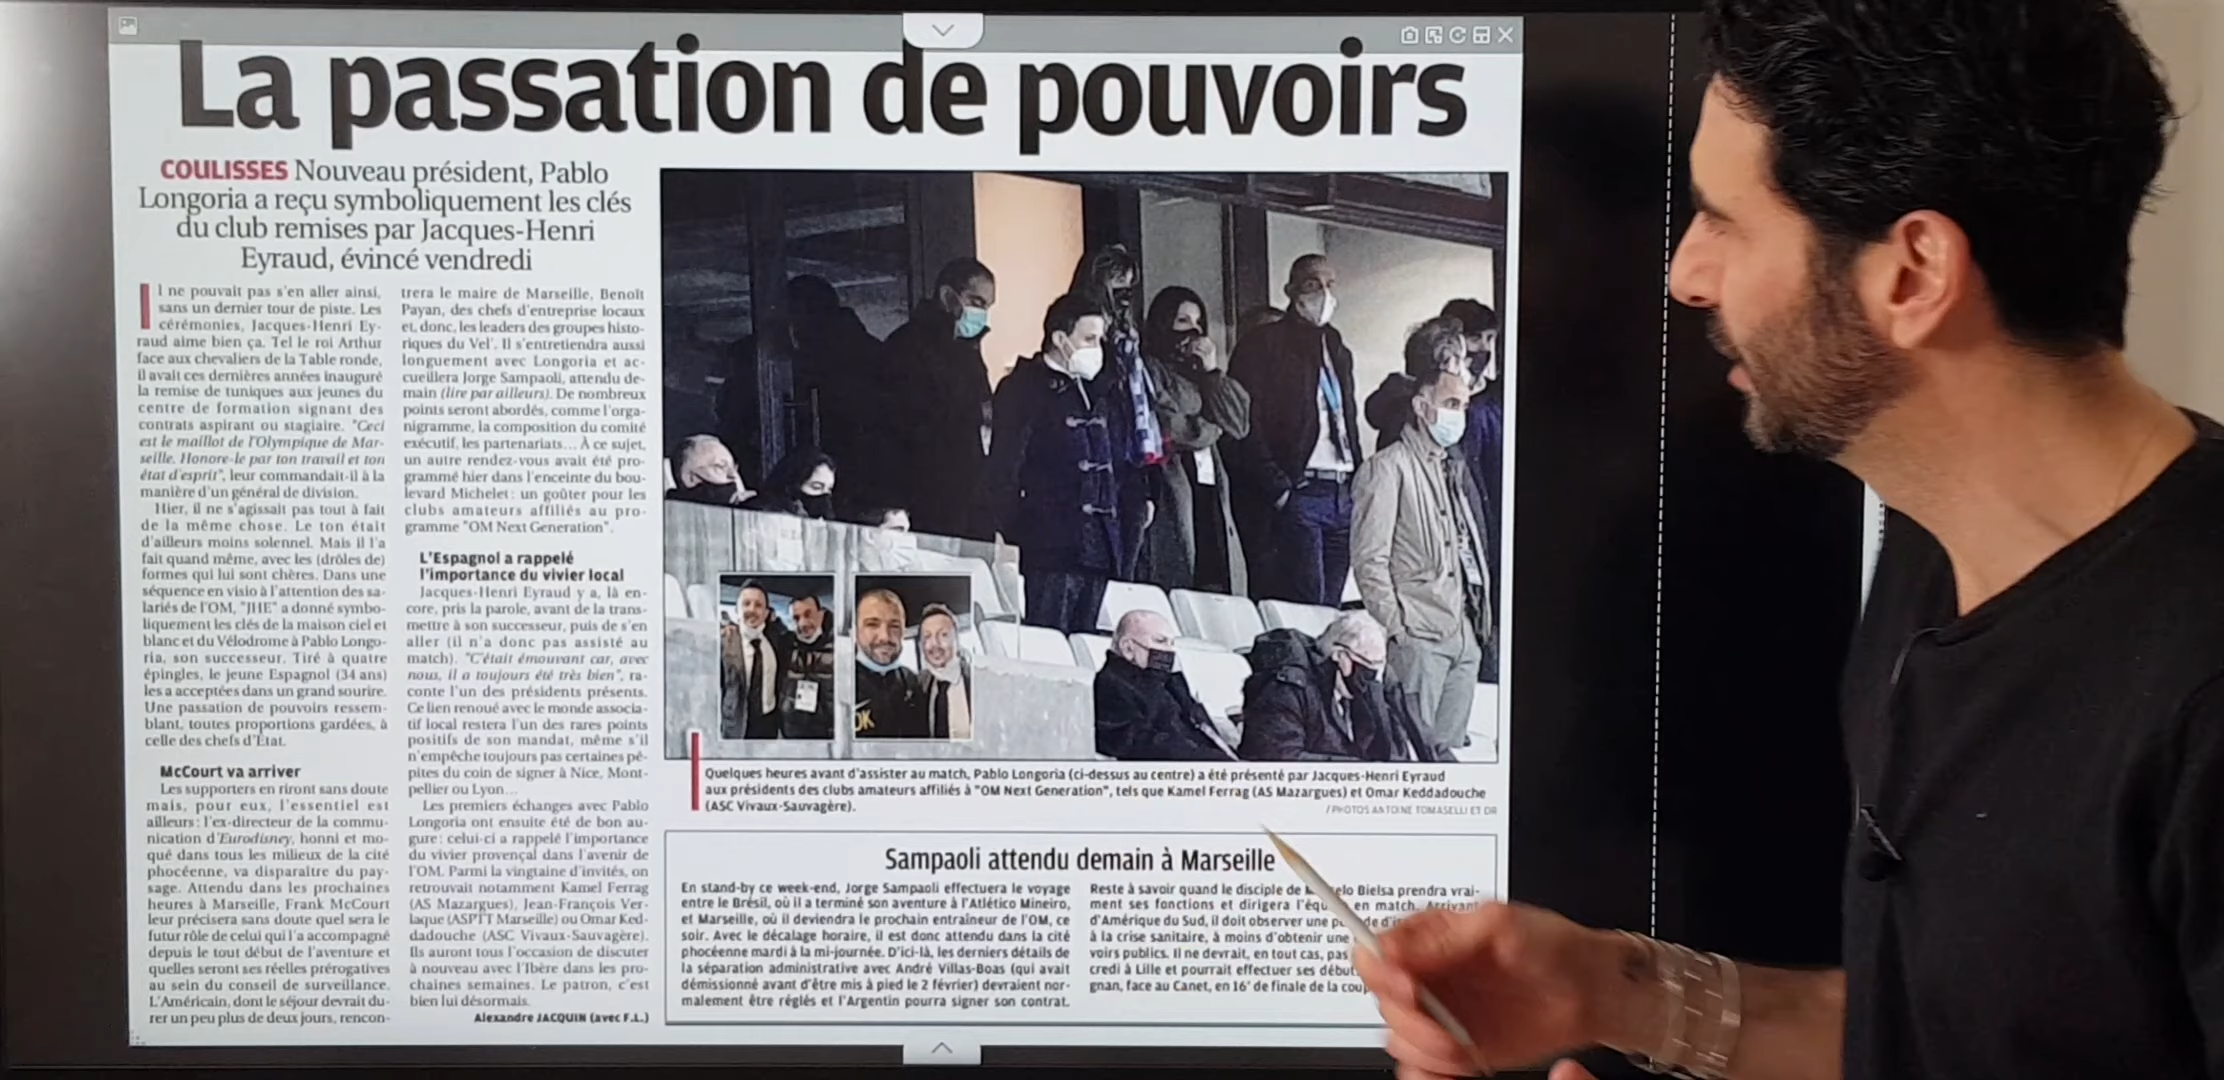 La passation de pouvoirs
COULISSES Nouveau président, Pablo
Longoria a reçu symboliquement les clés
du club remises par Jacques-Henri
Eyraud, évincé vendredi
Il ne pouvait pas s'en aller ainsi,
sans un dernier tour de piste. Les
cérémonies, Jacques-Henri Ey-
raud aime bien ça. Tel le roi Arthur
face aux chevaliers de la Table ronde,
il avait ces dernières années inauguré
la remise de tuniques aux jeunes du
centre de formation signant des
contrats aspirant ou stagiaire. "Ceci
est le maillot de l'Olympique de Mar-
seille. Honore-le par ton travail et ton
état d'esprit", leur commandait-il à la
manière d'un général de division.
Hier, il ne s'agissait pas tout à fait
de la même chose. Le ton était
d'ailleurs moins solennel. Mais il l'a
fait quand même, avec les (drôles de)
formes qui lui sont chères. Dans une
séquence en visio à l'attention des sa-
lariés de l'OM, "JHE" a donné symbo-
liquement les clés de la maison ciel et
blanc et du Vélodrome à Pablo Longo-
ria, son successeur. Tiré à quatre
épingles, le jeune Espagnol (34 ans)
les a acceptées dans un grand sourire.
Une passation de pouvoirs ressem-
blant, toutes proportions gardées, à
celle des chefs d'État.
McCourt va arriver
Les supporters en riront sans doute
mais, pour eux, l'essentiel est
ailleurs : l'ex-directeur de la commu-
nication d'Eurodisney, honni et mo-
qué dans tous les milieux de la cité
phocéenne, va disparaître du pay-
sage. Attendu dans les prochaines
heures à Marseille, Frank McCourt
leur précisera sans doute quel sera le
futur rôle de celui qui l'a accompagné
depuis le tout début de l'aventure et
quelles seront ses réelles prérogatives
au sein du conseil de surveillance.
L'Américain, dont le séjour devrait du-
rer un peu plus de deux jours, rencon-
trera le maire de Marseille, Benoît
Payan, des chefs d'entreprise locaux
et, donc, les leaders des groupes histo-
riques du Vel'. Il s'entretiendra aussi
longuement avec Longoria et ac-
cueillera Jorge Sampaoli, attendu de-
main (lire par ailleurs). De nombreux
points seront abordés, comme l'orga-
nigramme, la composition du comité
exécutif, les partenariats... À ce sujet,
un autre rendez-vous avait été pro-
grammé hier dans l'enceinte du bou-
levard Michelet : un goûter pour les
clubs amateurs affiliés au pro-
gramme "OM Next Generation".
L'Espagnol a rappelé
l'importance du vivier local
Jacques-Henri Eyraud y a, là en-
core, pris la parole, avant de la trans-
mettre à son successeur, puis de s'en
aller (il n'a donc pas assisté au
match). "C'était émouvant car, avec
nous, il a toujours été très bien", ra-
conte l'un des présidents présents.
Ce lien renoué avec le monde associa-
tif local restera l'un des rares points
positifs de son mandat, même s'il
n'empêche toujours pas certaines pé-
pites du coin de signer à Nice, Mont-
pellier ou Lyon...
Les premiers échanges avec Pablo
Longoria ont ensuite été de bon au-
gure : celui-ci a rappelé l'importance
du vivier provençal dans l'avenir de
l'OM. Parmi la vingtaine d'invités, on
retrouvait notamment Kamel Ferrag
(AS Mazargues), Jean-François Ver-
laque (ASPTT Marseille) ou Omar Ked-
dadouche (ASC Vivaux-Sauvagère).
Ils auront tous l'occasion de discuter
à nouveau avec l'Ibère dans les pro-
chaines semaines. Le patron, c'est
bien lui désormais.
Alexandre JACQUIN (avec F.L.)
Quelques heures avant d'assister au match, Pablo Longoria (ci-dessus au centre) a été présenté par Jacques-Henri Eyraud
aux présidents des clubs amateurs affiliés à "OM Next Generation", tels que Kamel Ferrag (AS Mazargues) et Omar Keddadouche
(ASC Vivaux-Sauvagère).
/ PHOTOS ANTOINE TOMASELLI ET DR
Sampaoli attendu demain à Marseille
En stand-by ce week-end, Jorge Sampaoli effectuera le voyage
entre le Brésil, où il a terminé son aventure à l'Atlético Mineiro,
et Marseille, où il deviendra le prochain entraîneur de l'OM, ce
soir. Avec le décalage horaire, il est donc attendu dans la cité
phocéenne mardi à la mi-journée. D'ici-là, les derniers détails de
la séparation administrative avec André Villas-Boas (qui avait
démissionné avant d'être mis à pied le 2 février) devraient nor-
malement être réglés et l'Argentin pourra signer son contrat.
Reste à savoir quand le disciple de elo Bielsa prendra vrai-
ment ses fonctions et dirigera l'équ en match. Arrivant
d'Amérique du Sud, il doit observer une
à la crise sanitaire, à moins d'obtenir une
voirs publics. Il ne devrait, en tout cas, pas
credi à Lille et pourrait effectuer ses début
gnan, face au Canet, en 16e de finale de la coup